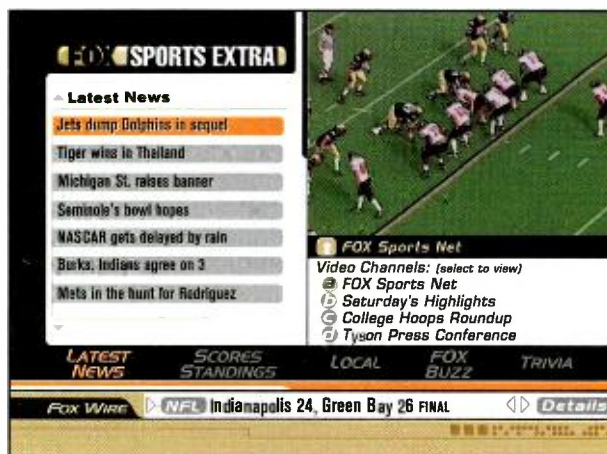 FOX SPORTS EXTRA
Latest News
Jets dump Dolphins in sequel
Tiger wins in Thailand
Michigan St. raises banner
Seminole's bowl hopes
NASCAR gets delayed by rain
Burks, Indians agree on 3
Mets in the hunt for Rodriguez
FOX Sports Net
Video Channels: (select to view)
a FOX Sports Net
b Saturday's Highlights
c College Hoops Roundup
d Tyson Press Conference
LATEST NEWS
SCORES STANDINGS
LOCAL
FOX BUZZ
TRIVIA
FOX WIRE
NFL Indianapolis 24, Green Bay 26 FINAL
Details